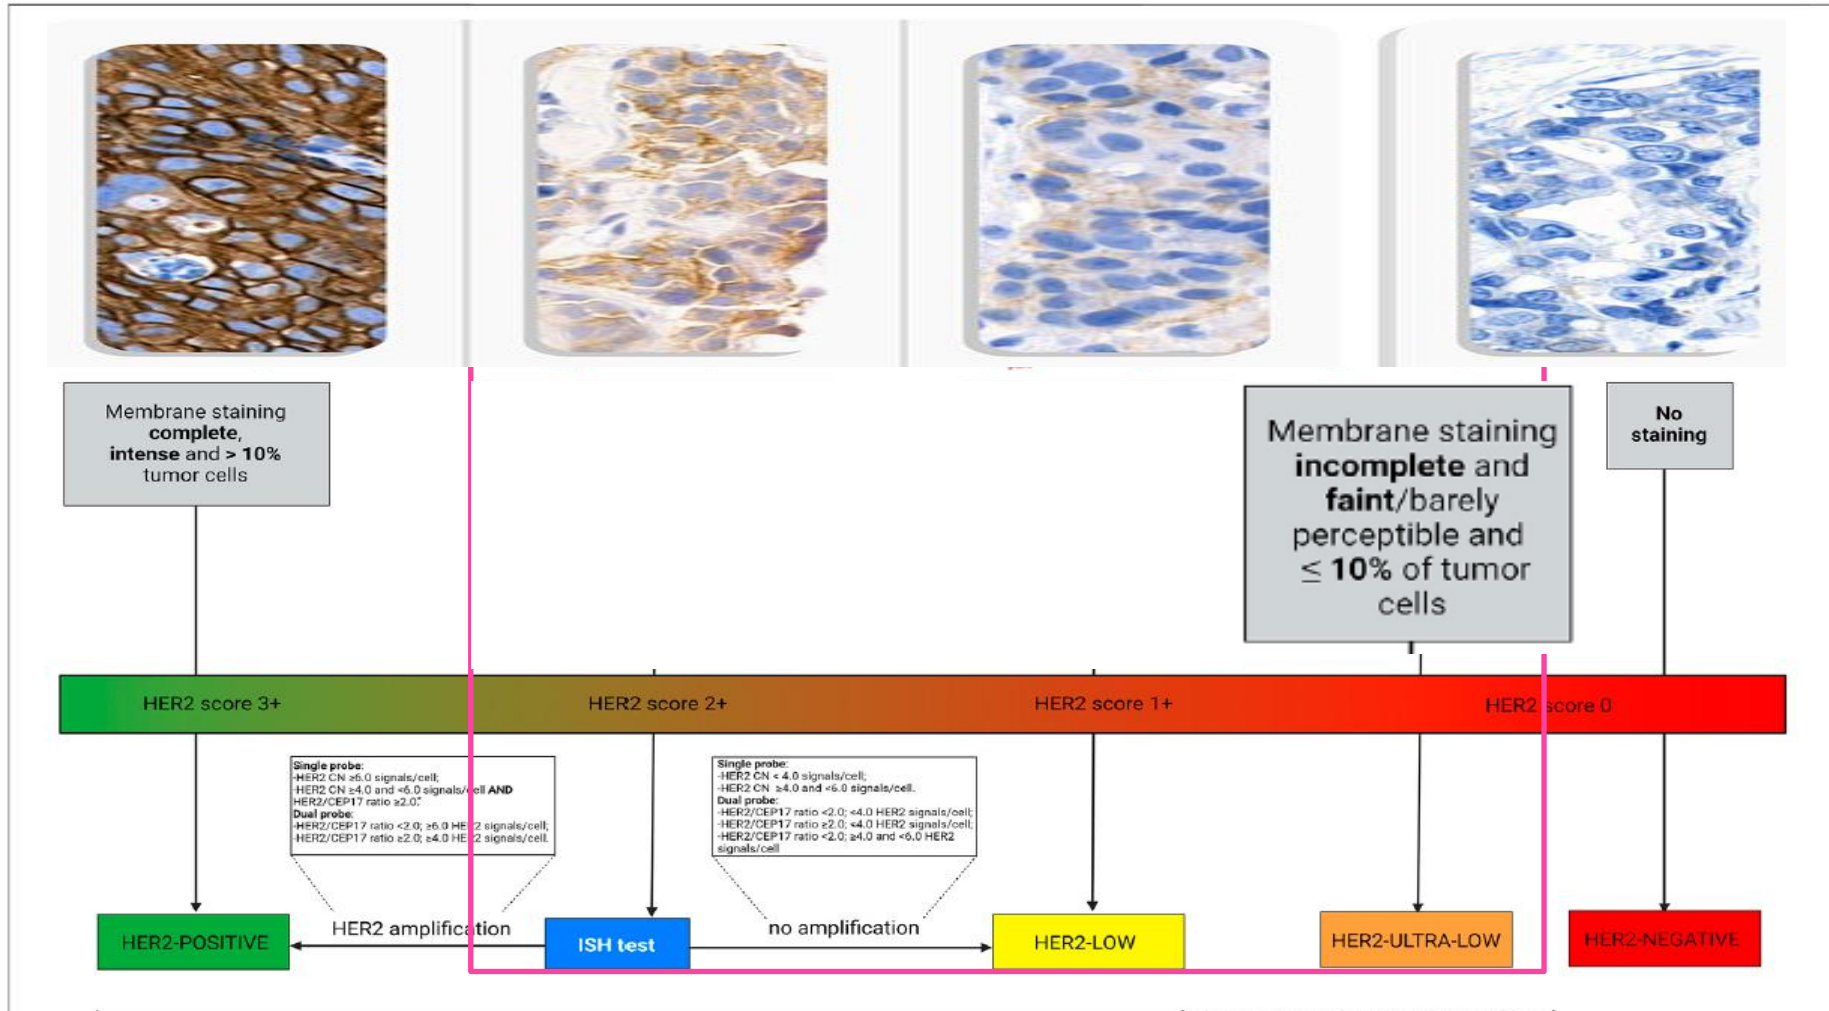 Membrane staining
complete,
intense and > 10%
tumor cells
Membrane staining
incomplete and
faint/barely
perceptible and
≤ 10% of tumor
cells
No
staining
HER2 score 3+
HER2 score 2+
HER2 score 1+
HER2 score 0
Single probe:
-HER2 CN ≥6.0 signals/cell;
-HER2 CN ≥4.0 and <6.0 signals/cell AND
HER2/CEP17 ratio ≥2.0.*
Dual probe:
-HER2/CEP17 ratio <2.0; ≥6.0 HER2 signals/cell;
-HER2/CEP17 ratio ≥2.0; ≥4.0 HER2 signals/cell.
Single probe:
-HER2 CN < 4.0 signals/cell;
-HER2 CN ≥4.0 and <6.0 signals/cell.
Dual probe:
-HER2/CEP17 ratio <2.0; <4.0 HER2 signals/cell;
-HER2/CEP17 ratio ≥2.0; <4.0 HER2 signals/cell;
-HER2/CEP17 ratio <2.0; ≥4.0 and <6.0 HER2
signals/cell
HER2-POSITIVE
HER2 amplification
ISH test
no amplification
HER2-LOW
HER2-ULTRA-LOW
HER2-NEGATIVE